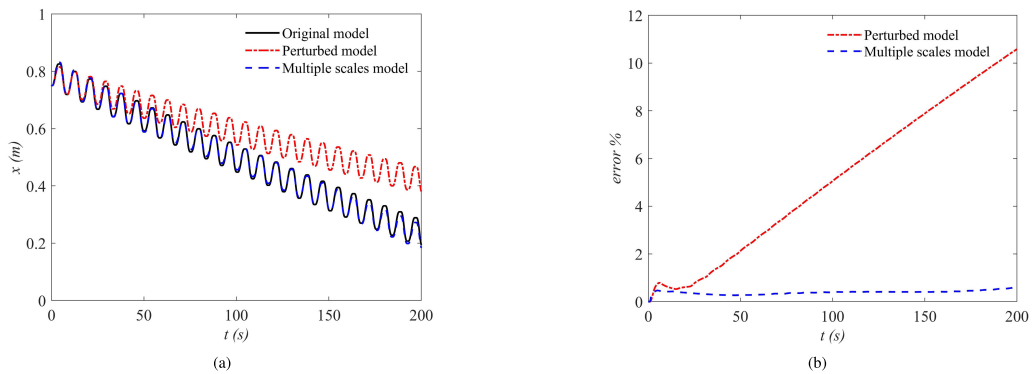 1
0.8
0.6
0.4
0.2
0
x (m)
0
50
100
150
200
t (s)
Original model
Perturbed model
Multiple scales model
(a)
12
10
8
6
4
2
0
error %
0
50
100
150
200
t (s)
Perturbed model
Multiple scales model
(b)